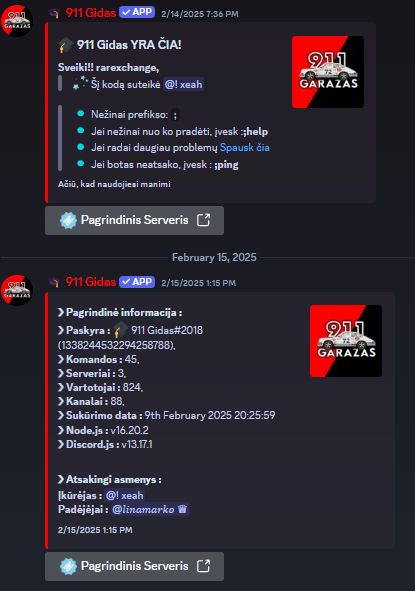 911 Gidas APP 2/14/2025 7:36 PM
911 Gidas YRA ČIA!
Sveiki!! rarexchange,
Šį kodą suteikė @! xeah
Nežinai prefikso: ;
Jei nežinai nuo ko pradėti, įvesk :;help
Jei radai daugiau problemų Spausk čia
Jei botas neatsako, įvesk : ;ping
Ačiū, kad naudojiesi manimi
911
GARAZAS
72
Pagrindinis Serveris
February 15, 2025
911 Gidas APP 2/15/2025 1:15 PM
❯ Pagrindinė informacija :
❯ Paskyra : 911 Gidas#2018
(1338244532294258788),
❯ Komandos : 45,
❯ Serveriai : 3,
❯ Vartotojai : 824,
❯ Kanalai : 88,
❯ Sukūrimo data : 9th February 2025 20:25:59
❯ Node.js : v16.20.2
❯ Discord.js : v13.17.1
❯ Atsakingi asmenys :
Įkūrėjas : @! xeah
Padėjėjai : @linamarko ♛
2/15/2025 1:15 PM
911
GARAZAS
72
Pagrindinis Serveris